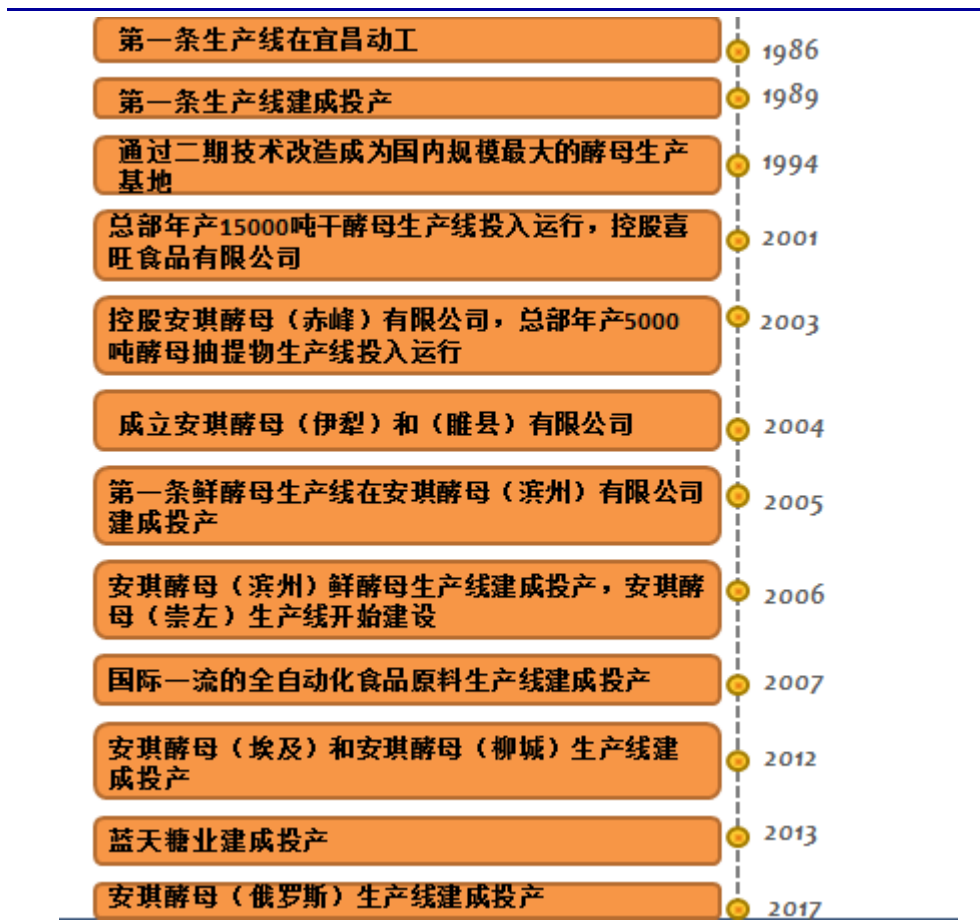 第一条生产线在宜昌动工
1986
第一条生产线建成投产
1989
通过二期技术改造成为国内规模最大的酵母生产
基地
1994
总部年产15000吨干酵母生产线投入运行，控股喜
旺食品有限公司
2001
控股安琪酵母（赤峰）有限公司，总部年产5000
吨酵母抽提物生产线投入运行
2003
成立安琪酵母（伊犁）和（睢县）有限公司
2004
第一条鲜酵母生产线在安琪酵母（滨州）有限公司
建成投产
2005
安琪酵母（滨州）鲜酵母生产线建成投产，安琪酵
母（崇左）生产线开始建设
2006
国际一流的全自动化食品原料生产线建成投产
2007
安琪酵母（埃及）和安琪酵母（柳城）生产线建
成投产
2012
蓝天糖业建成投产
2013
安琪酵母（俄罗斯）生产线建成投产
2017